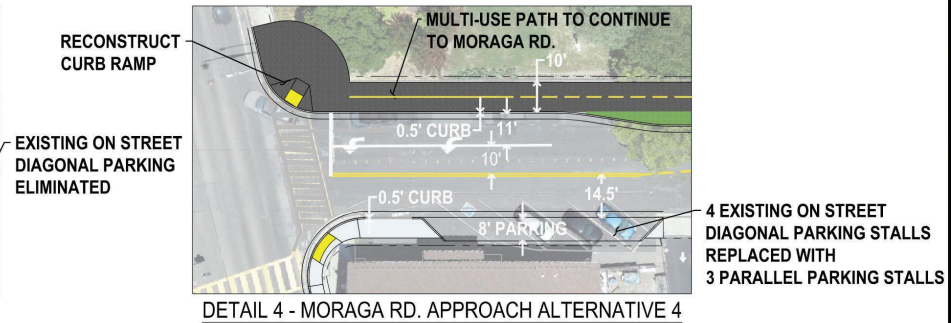 MULTI-USE PATH TO CONTINUE
TO MORAGA RD.
RECONSTRUCT
CURB RAMP
10'
0.5' CURB
11'
10'
EXISTING ON STREET
DIAGONAL PARKING
ELIMINATED
0.5' CURB
14.5'
8' PARKING
4 EXISTING ON STREET
DIAGONAL PARKING STALLS
REPLACED WITH
3 PARALLEL PARKING STALLS
DETAIL 4 - MORAGA RD. APPROACH ALTERNATIVE 4